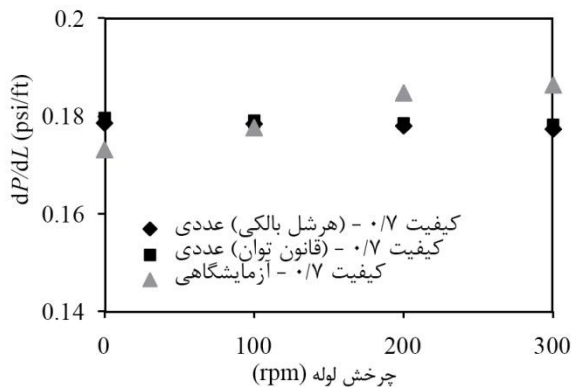 0.2
0.18
0.16
0.14
dP/dL (psi/ft)
کیفیت ۰/۷ - (هرشل بالکی) عددی
کیفیت ۰/۷ - (قانون توان) عددی
کیفیت ۰/۷ - آزمایشگاهی
0 100 200 300
چرخش لوله (rpm)